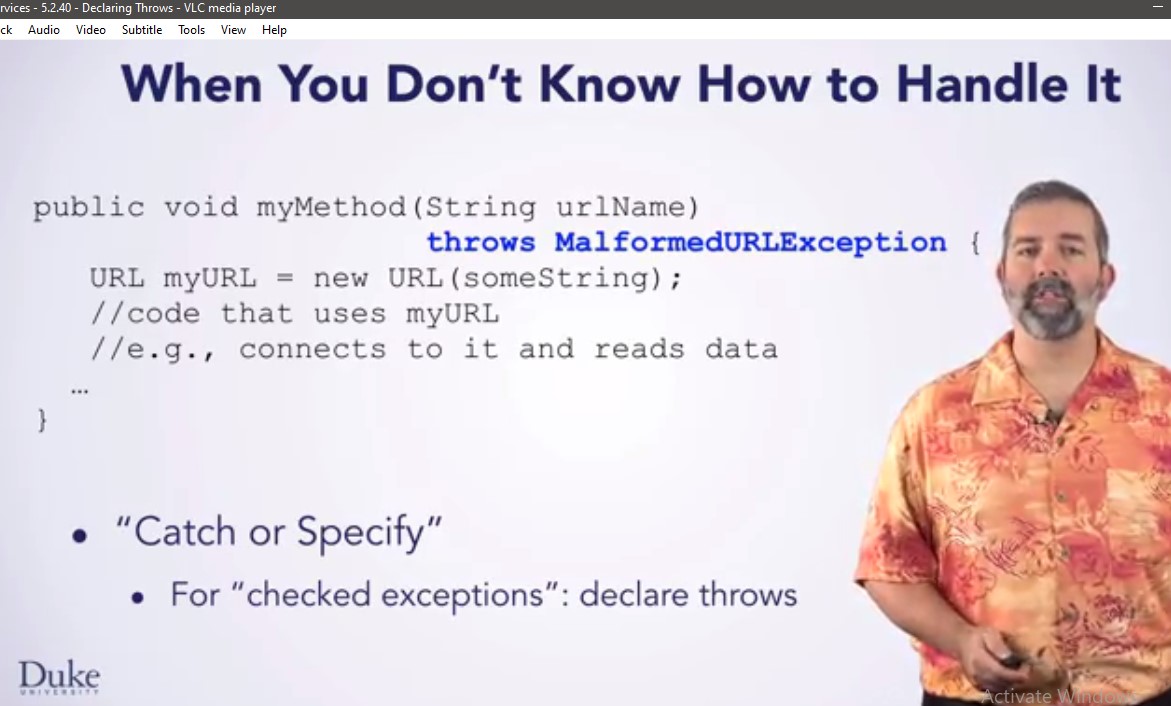 rvices - 5.2.40 - Declaring Throws - VLC media player
ck Audio Video Subtitle Tools View Help
When You Don't Know How to Handle It
public void myMethod(String urlName)
throws MalformedURLException {
URL myURL = new URL(someString);
//code that uses myURL
//e.g., connects to it and reads data
…
}
• "Catch or Specify"
• For "checked exceptions": declare throws
Duke
UNIVERSITY
Activate Windows